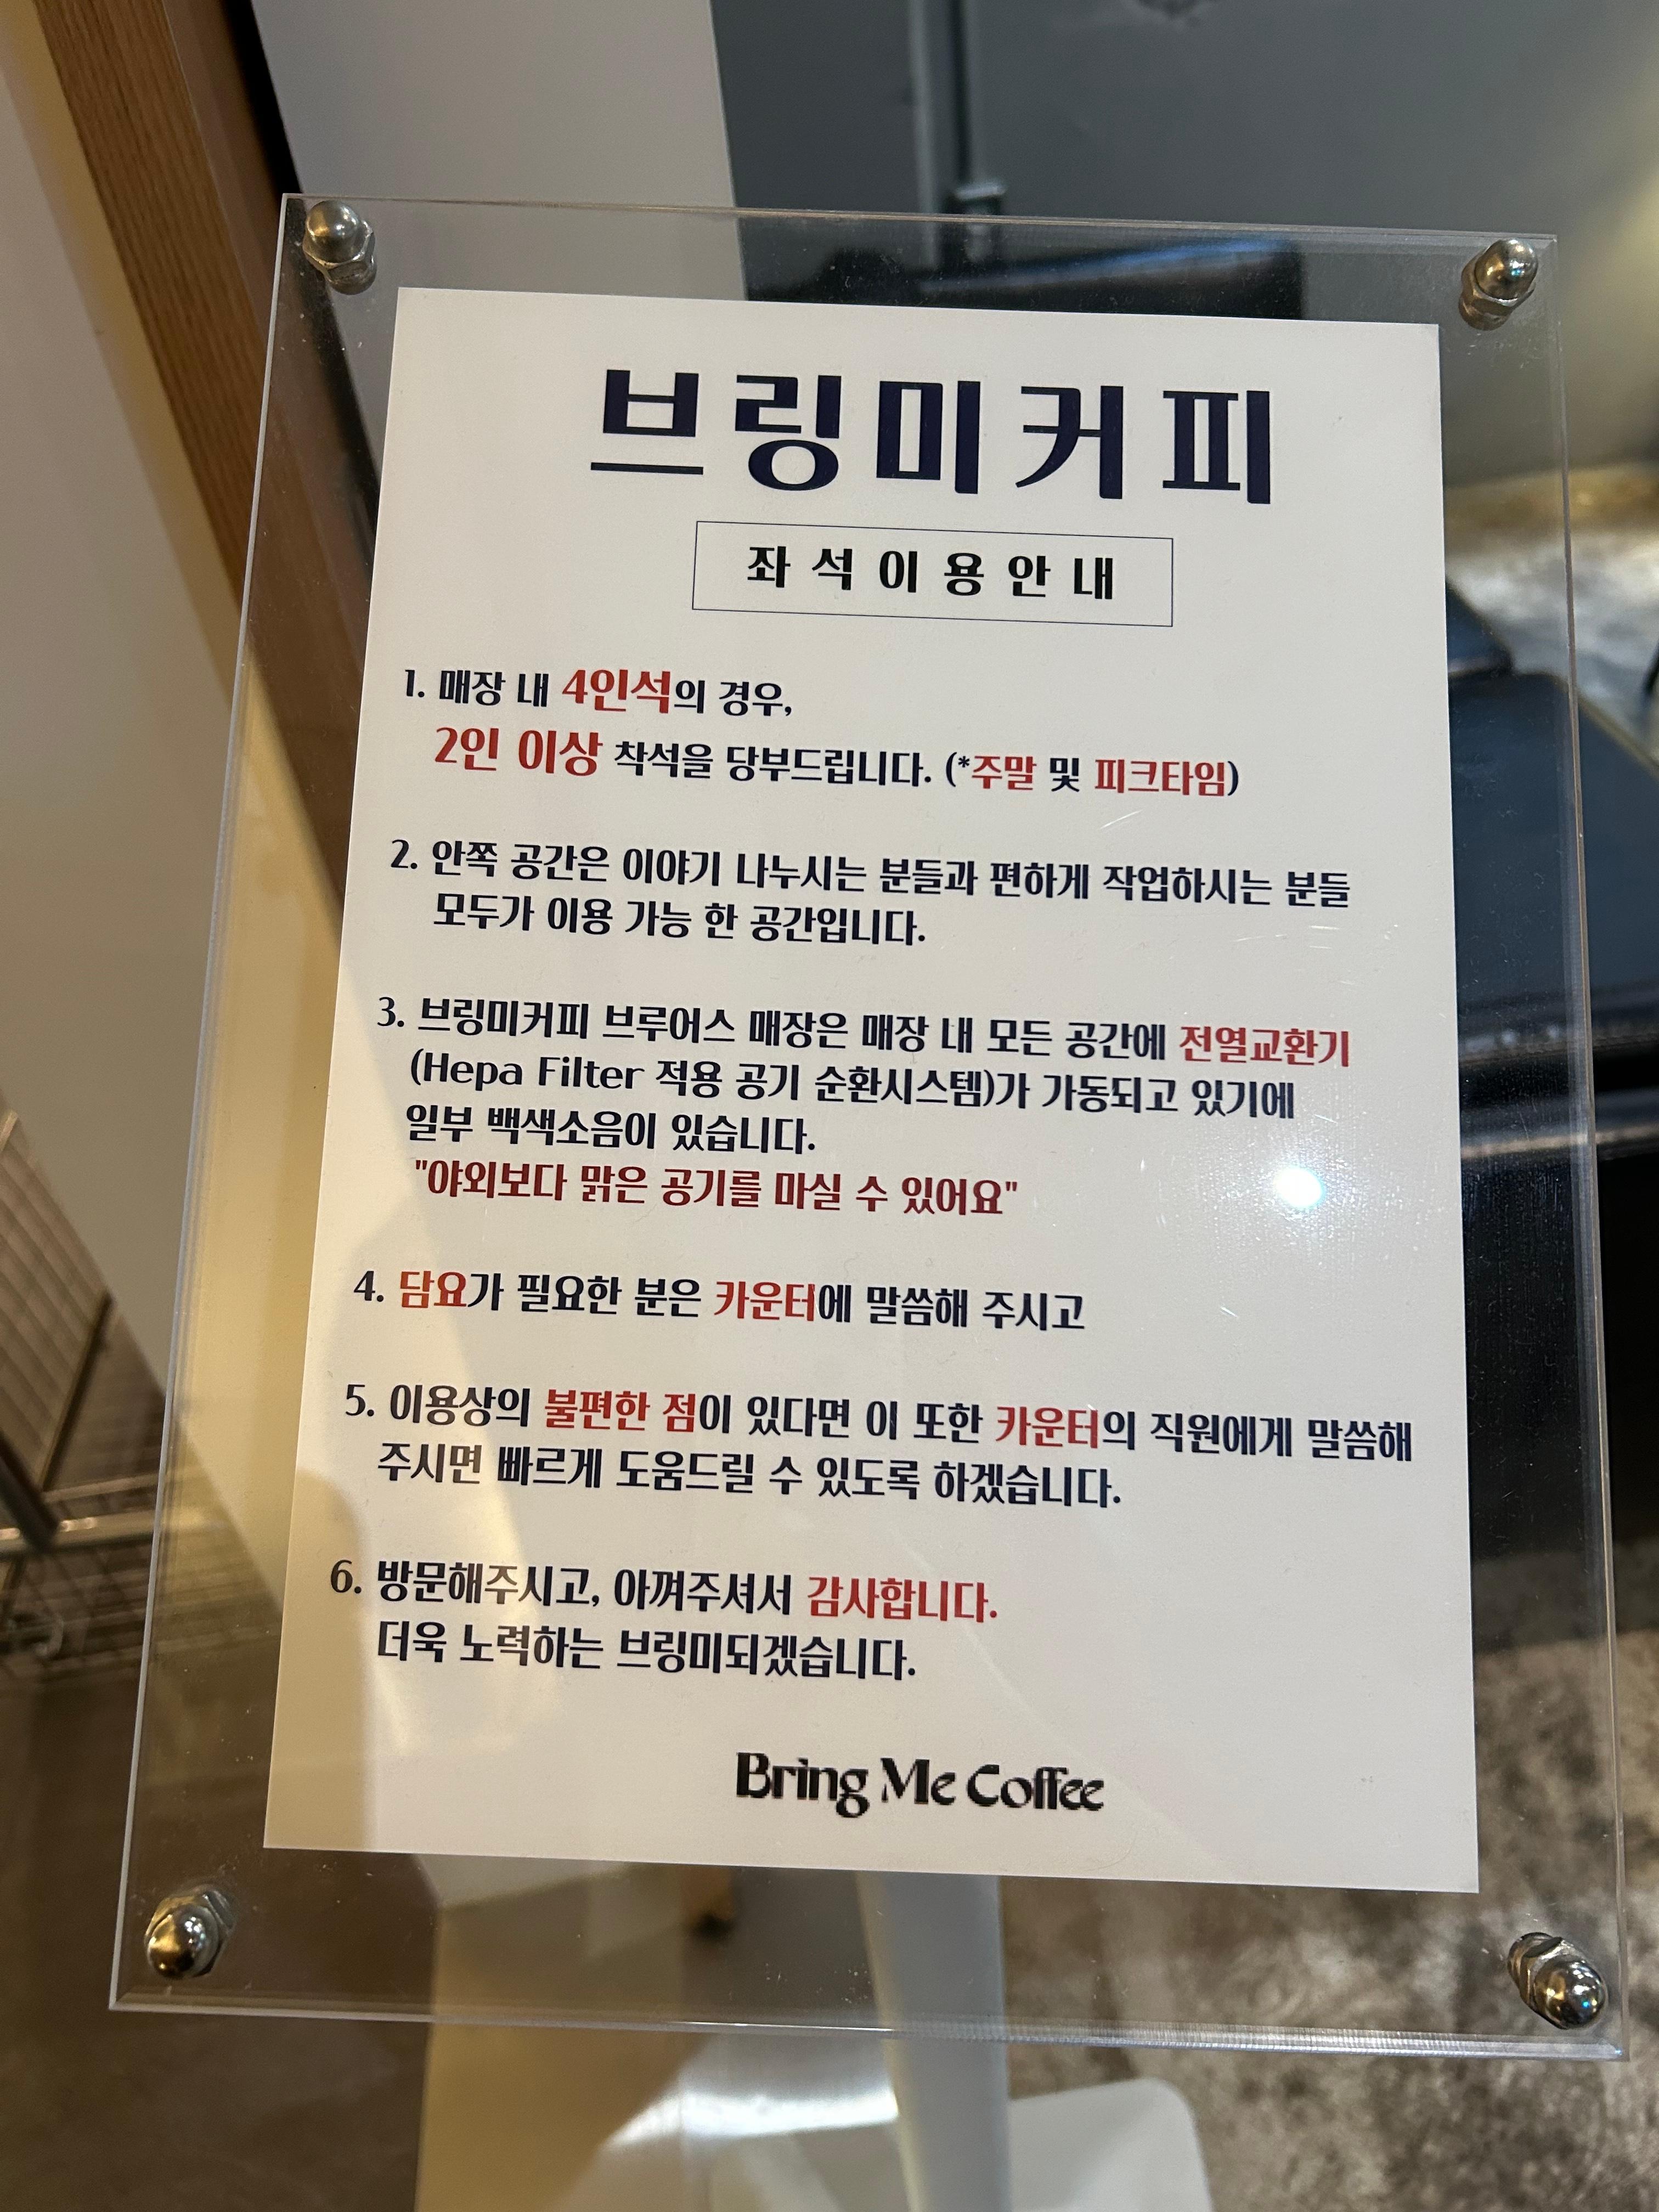 브링미커피
좌석이용안내
1. 매장 내 4인석의 경우,
2인 이상 착석을 당부드립니다. (*주말 및 피크타임)
2. 안쪽 공간은 이야기 나누시는 분들과 편하게 작업하시는 분들
모두가 이용 가능 한 공간입니다.
3. 브링미커피 브루어스 매장은 매장 내 모든 공간에 전열교환기
(Hepa Filter 적용 공기 순환시스템)가 가동되고 있기에
일부 백색소음이 있습니다.
"야외보다 맑은 공기를 마실 수 있어요"
4. 담요가 필요한 분은 카운터에 말씀해 주시고
5. 이용상의 불편한 점이 있다면 이 또한 카운터의 직원에게 말씀해
주시면 빠르게 도움드릴 수 있도록 하겠습니다.
6. 방문해주시고, 아껴주셔서 감사합니다.
더욱 노력하는 브링미되겠습니다.
Bring Me Coffee